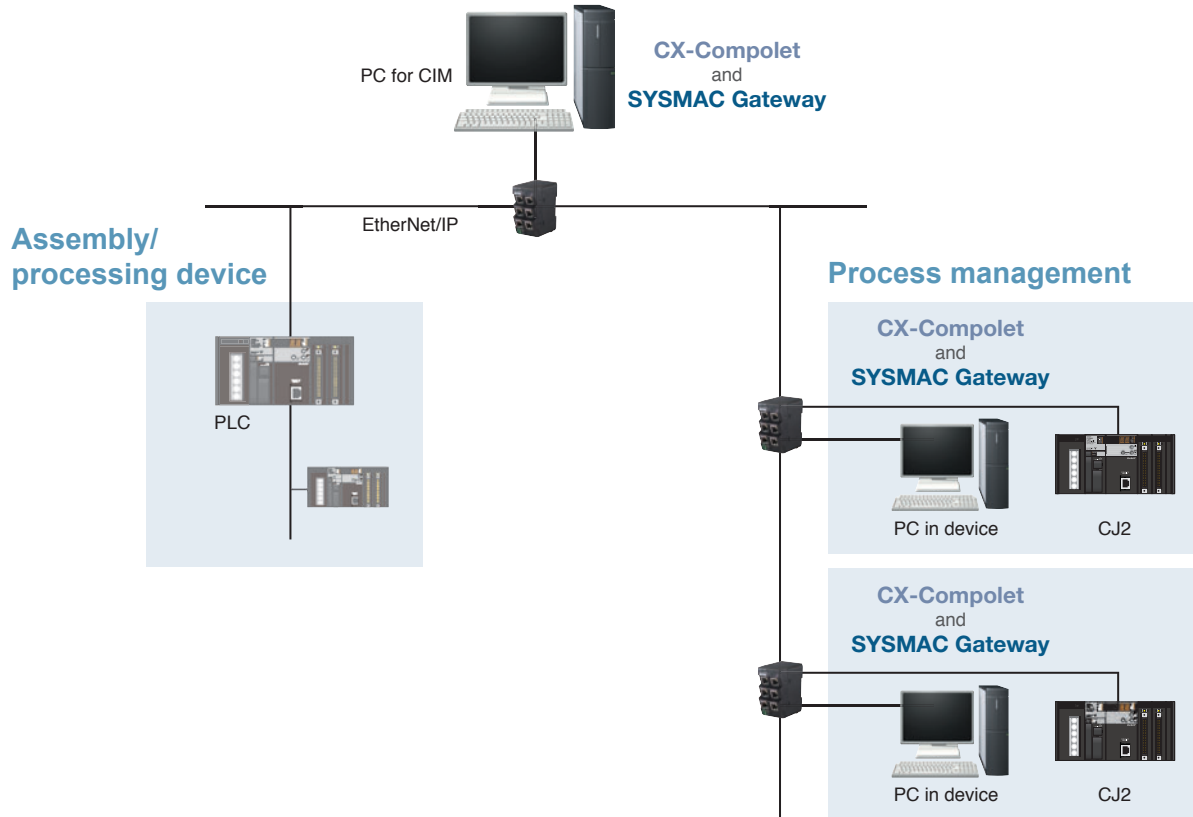 PC for CIM
CX-Compolet
and
SYSMAC Gateway
EtherNet/IP
Assembly/
processing device
PLC
Process management
CX-Compolet
and
SYSMAC Gateway
PC in device
CJ2
CX-Compolet
and
SYSMAC Gateway
PC in device
CJ2